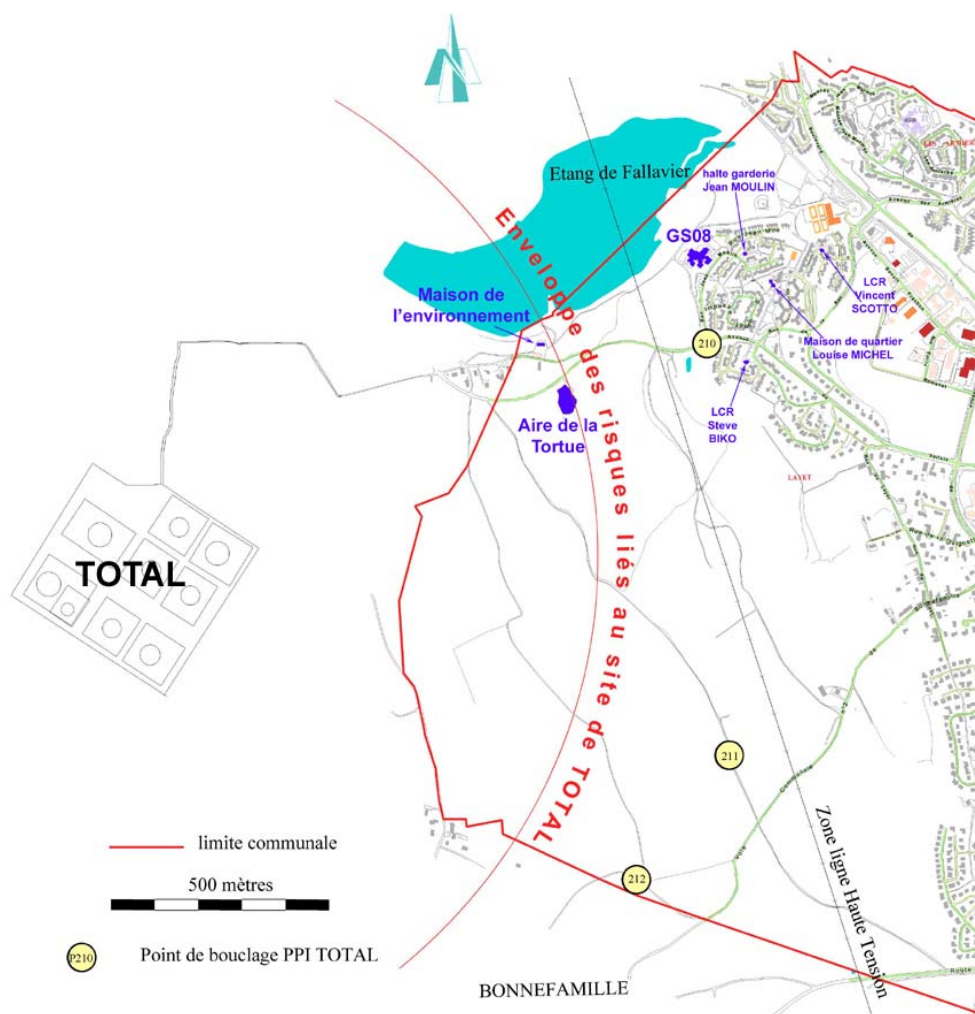 Etang de Fallavier
halte garderie
Jean MOULIN
GS08
LCR
Vincent
SCOTTO
Maison de
l'environnement
Maison de quartier
Louise MICHEL
210
LCR
Steve
BIKO
Aire de la
Tortue
Enveloppe des risques liés au site de TOTAL
LAYET
TOTAL
211
Zone ligne Haute Tension
212
limite communale
500 mètres
P210
Point de bouclage PPI TOTAL
BONNEFAMILLE
Route